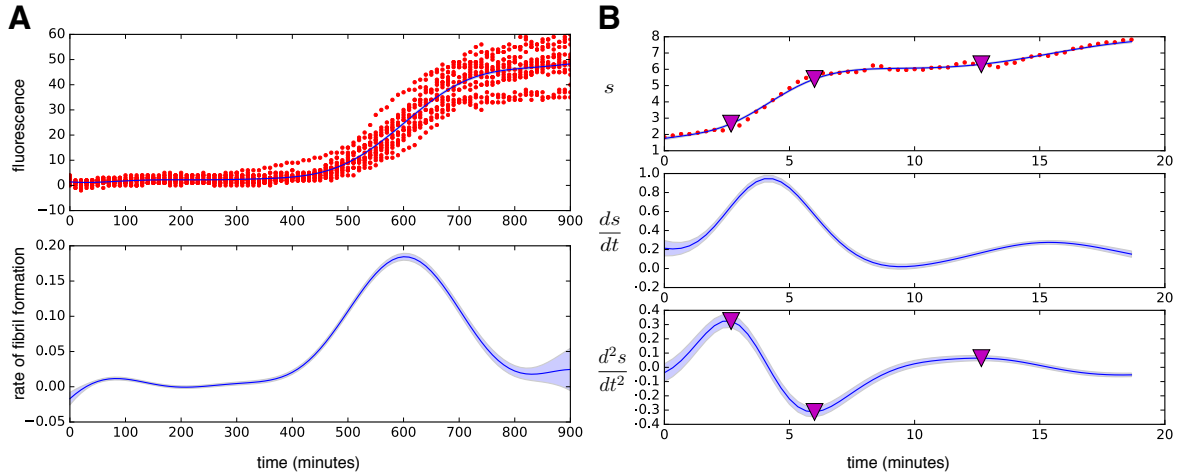 A
fluorescence
60
50
40
30
20
10
0
−10
0 100 200 300 400 500 600 700 800 900
rate of fibril formation
0.20
0.15
0.10
0.05
0.00
−0.05
0 100 200 300 400 500 600 700 800 900
time (minutes)
B
s
8
7
6
5
4
3
2
1
0 5 10 15 20
ds
dt
1.0
0.8
0.6
0.4
0.2
0.0
·0.2
0 5 10 15 20
d²s
dt²
0.4
0.3
0.2
0.1
0.0
·0.1
·0.2
·0.3
·0.4
0 5 10 15 20
time (minutes)